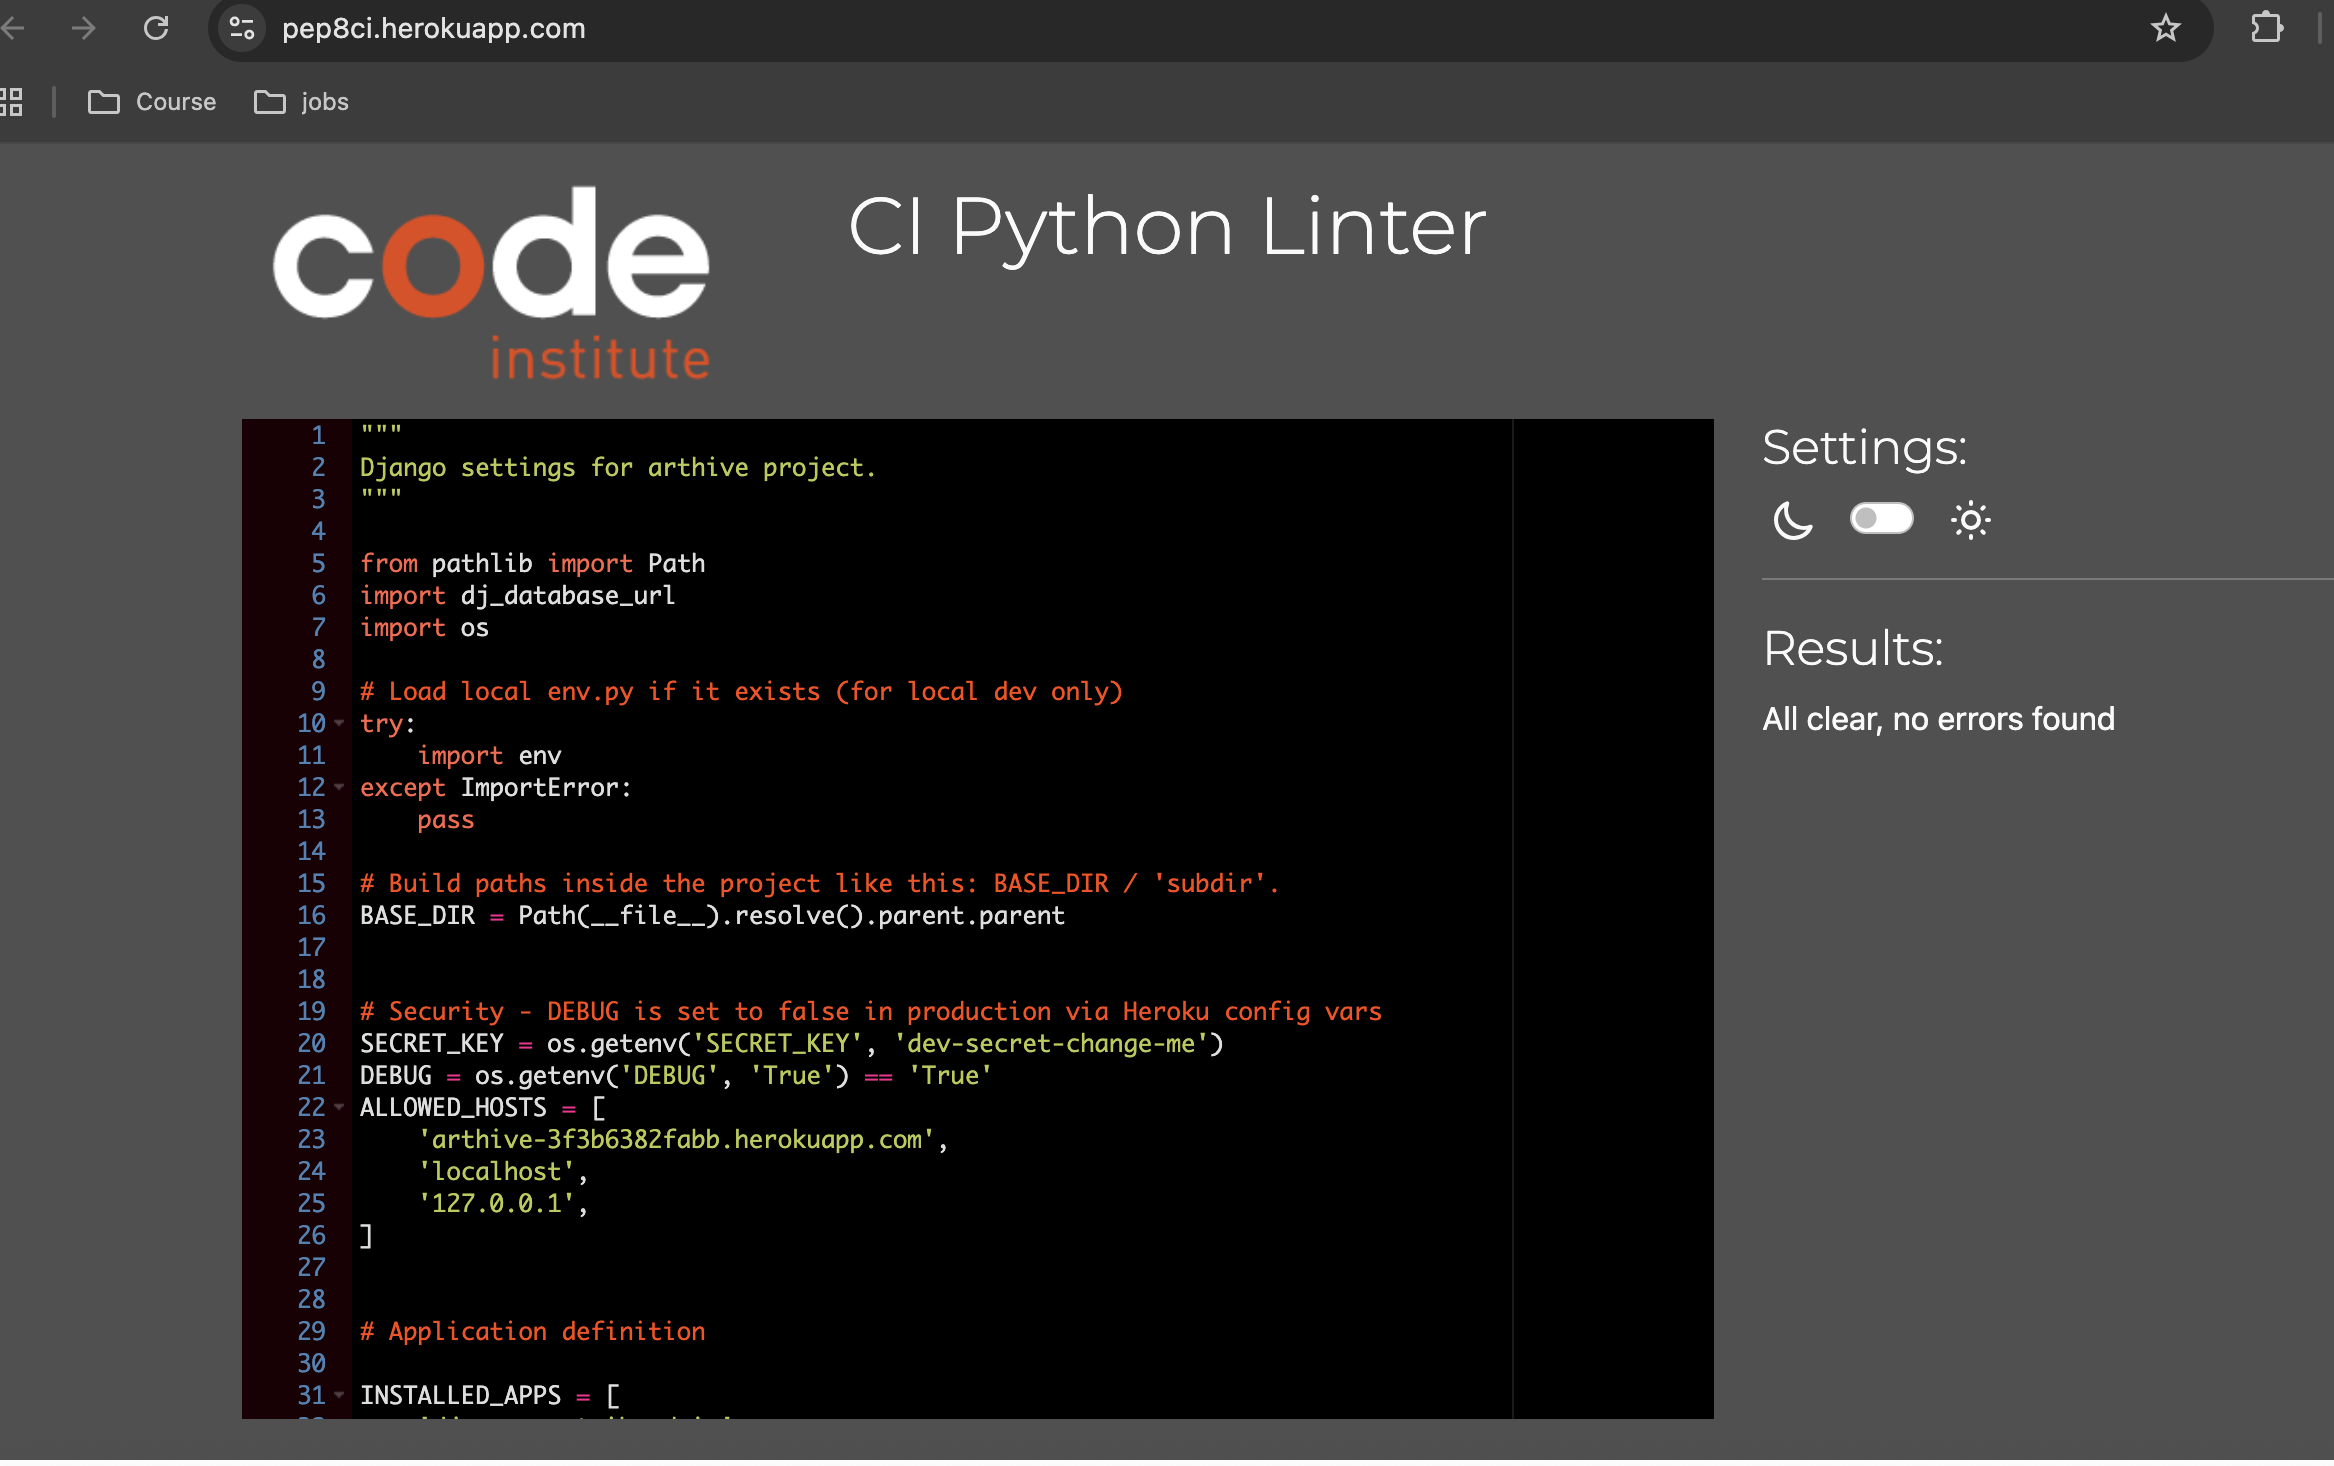 pep8ci.herokuapp.com
Course jobs
code
institute
CI Python Linter
1 """
2 Django settings for arthive project.
3 """
4
5 from pathlib import Path
6 import dj_database_url
7 import os
8
9 # Load local env.py if it exists (for local dev only)
10 try:
11     import env
12 except ImportError:
13     pass
14
15 # Build paths inside the project like this: BASE_DIR / 'subdir'.
16 BASE_DIR = Path(__file__).resolve().parent.parent
17
18
19 # Security - DEBUG is set to false in production via Heroku config vars
20 SECRET_KEY = os.getenv('SECRET_KEY', 'dev-secret-change-me')
21 DEBUG = os.getenv('DEBUG', 'True') == 'True'
22 ALLOWED_HOSTS = [
23     'arthive-3f3b6382fabb.herokuapp.com',
24     'localhost',
25     '127.0.0.1',
26 ]
27
28
29 # Application definition
30
31 INSTALLED_APPS = [
Settings:
Results:
All clear, no errors found